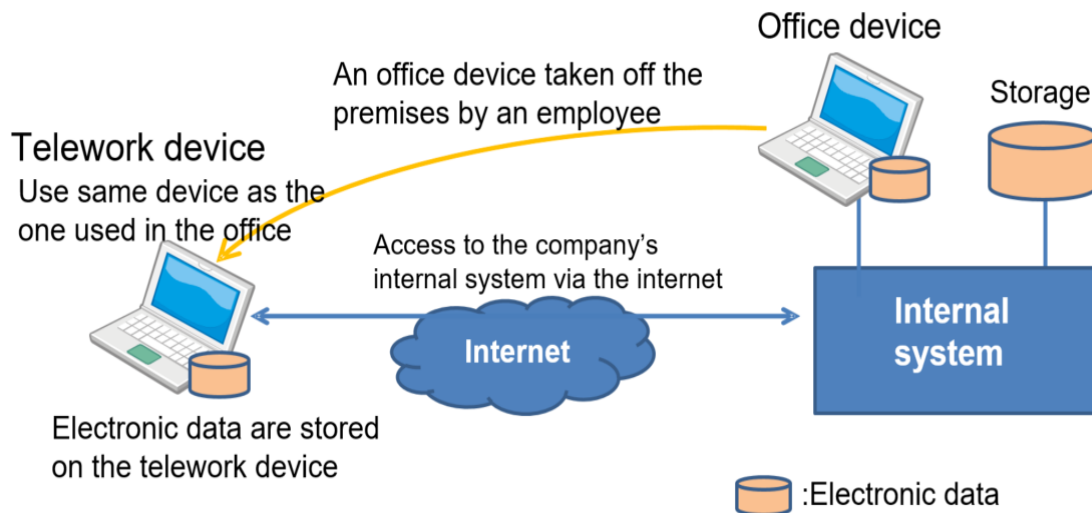 Office device
An office device taken off the
premises by an employee
Storage
Telework device
Use same device as the
one used in the office
Access to the company’s
internal system via the internet
Internet
Internal
system
Electronic data are stored
on the telework device
:Electronic data